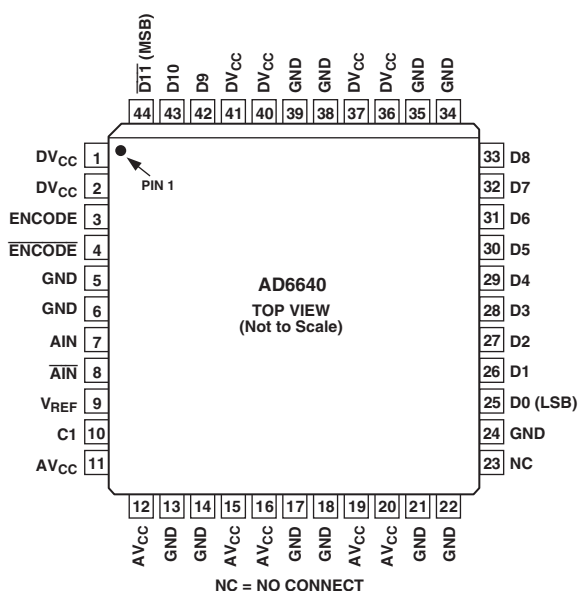 D̅1̅1̅ (MSB)
D10
D9
DVCC
DVCC
GND
GND
DVCC
DVCC
GND
GND
44 43 42 41 40 39 38 37 36 35 34
DVCC 1
DVCC 2
ENCODE 3
E̅N̅C̅O̅D̅E̅ 4
GND 5
GND 6
AIN 7
A̅I̅N̅ 8
VREF 9
C1 10
AVCC 11
PIN 1
AD6640
TOP VIEW
(Not to Scale)
33 D8
32 D7
31 D6
30 D5
29 D4
28 D3
27 D2
26 D1
25 D0 (LSB)
24 GND
23 NC
12 13 14 15 16 17 18 19 20 21 22
AVCC
GND
GND
AVCC
AVCC
GND
GND
AVCC
AVCC
GND
GND
NC = NO CONNECT